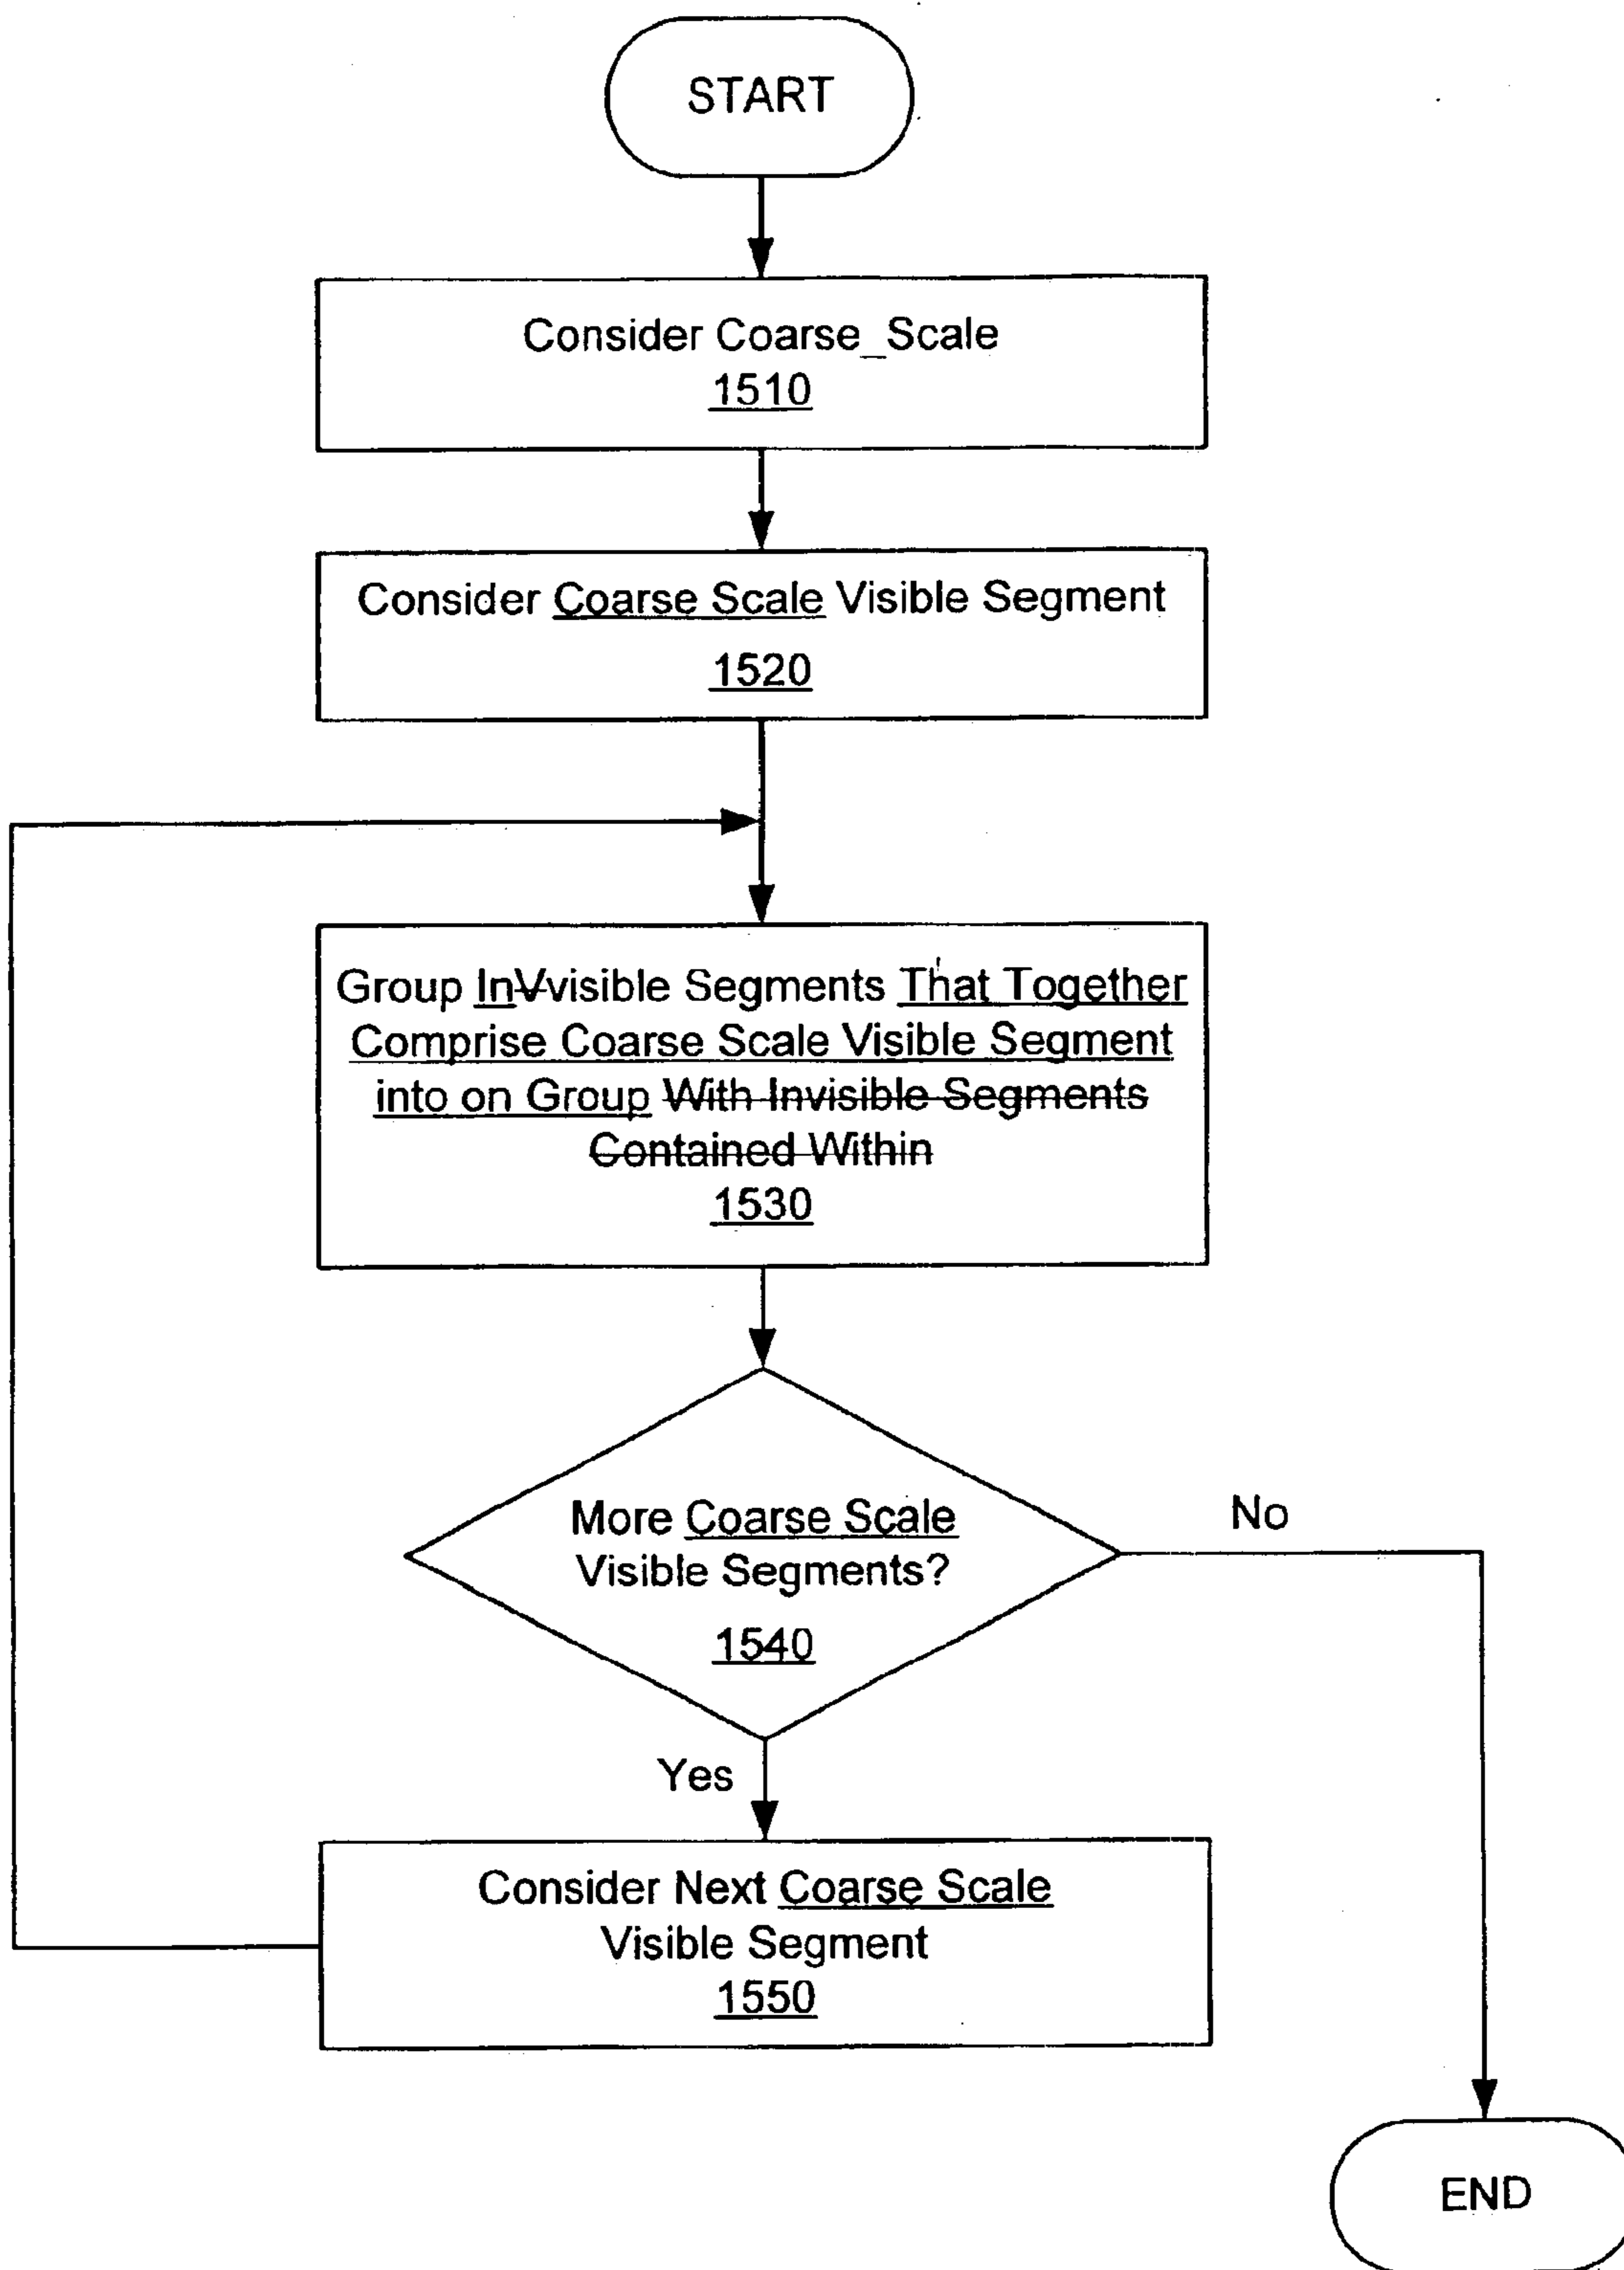 START
Consider Coarse_Scale
1510
Consider Coarse Scale Visible Segment
1520
Group InVvisible Segments That Together
Comprise Coarse Scale Visible Segment
into on Group With Invisible Segments
Contained Within
1530
More Coarse Scale
Visible Segments?
1540
No
Yes
Consider Next Coarse Scale
Visible Segment
1550
END